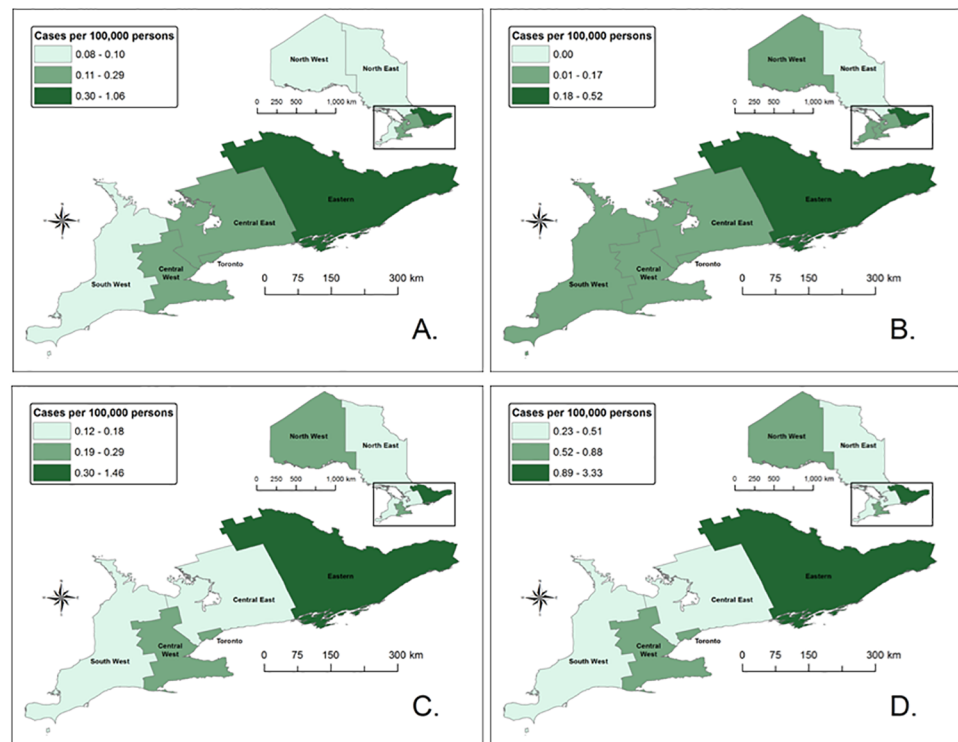 Cases per 100,000 persons
0.08 - 0.10
0.11 - 0.29
0.30 - 1.06
North West
North East
0 250 500 1,000 km
Eastern
Central East
Central
West
Toronto
South West
0 75 150 300 km
A.
Cases per 100,000 persons
0.00
0.01 - 0.17
0.18 - 0.52
North West
North East
0 250 500 1,000 km
Eastern
Central East
Central
West
Toronto
South West
0 75 150 300 km
B.
Cases per 100,000 persons
0.12 - 0.18
0.19 - 0.29
0.30 - 1.46
North West
North East
0 250 500 1,000 km
Eastern
Central East
Toronto
Central
West
South West
0 75 150 300 km
C.
Cases per 100,000 persons
0.23 - 0.51
0.52 - 0.88
0.89 - 3.33
North West
North East
0 250 500 1,000 km
Eastern
Central East
Toronto
Central
West
South West
0 75 150 300 km
D.